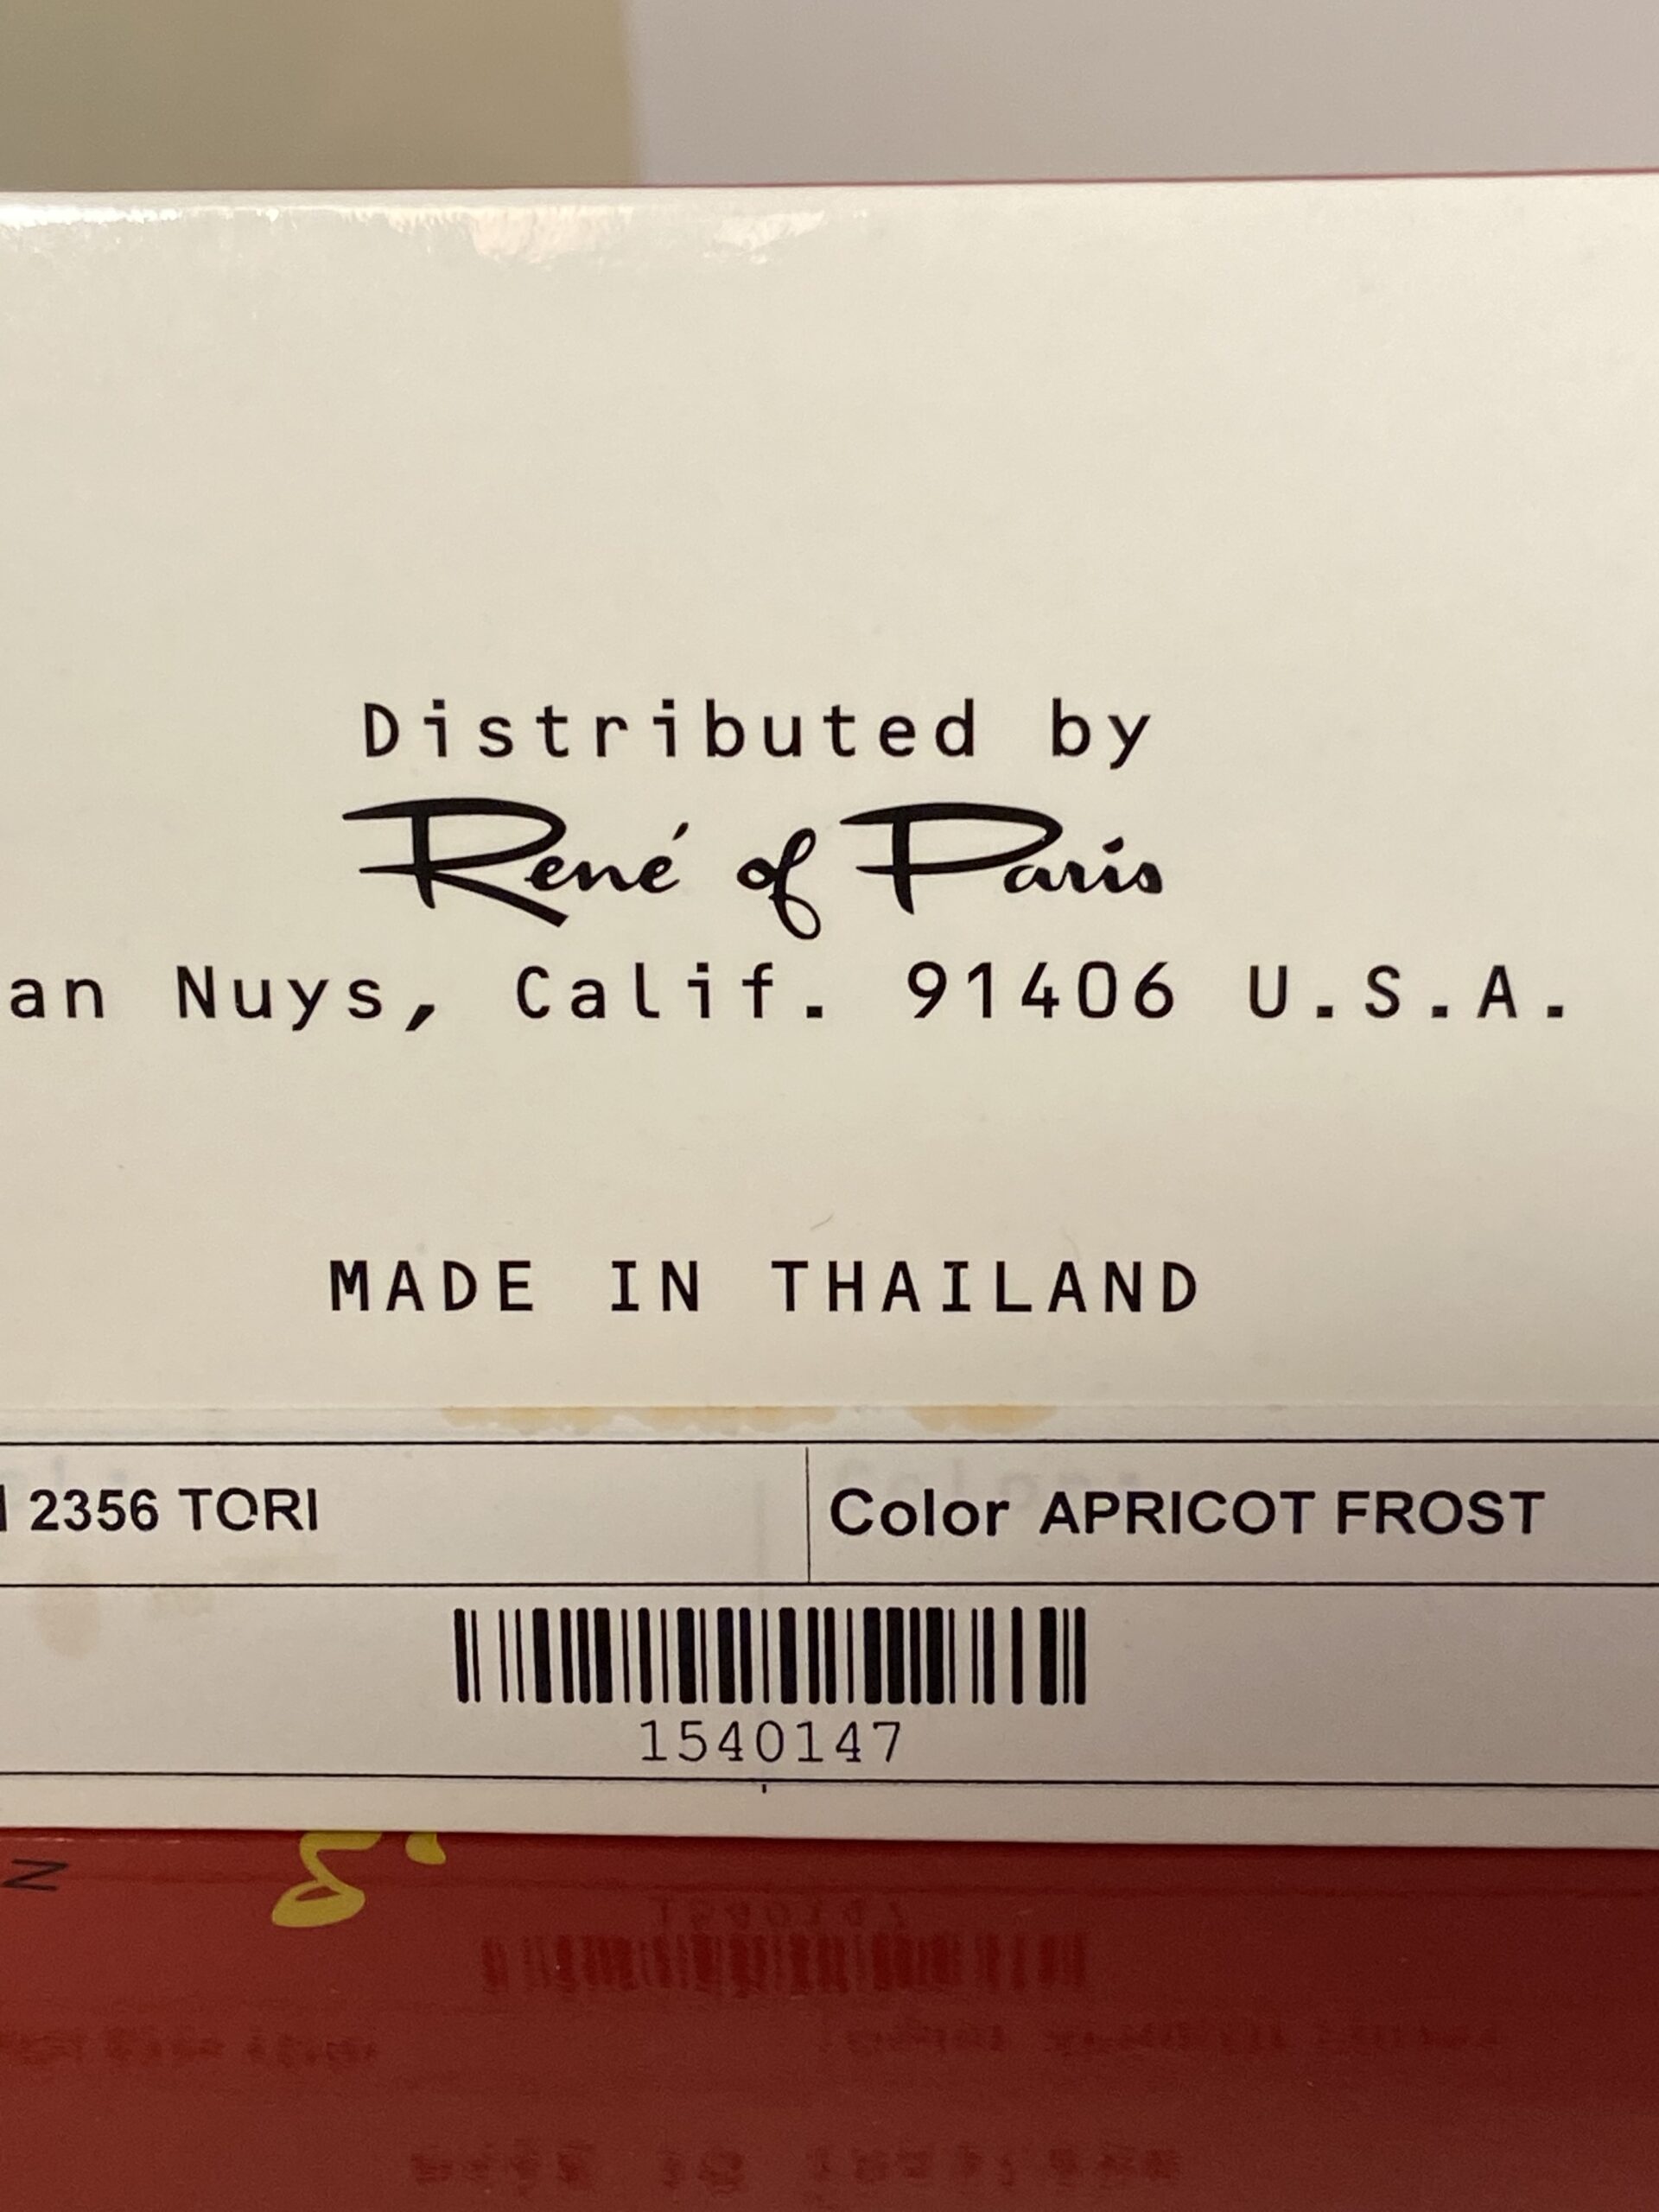 Distributed by
René of Paris
an Nuys, Calif. 91406 U.S.A.
MADE IN THAILAND
2356 TORI
Color APRICOT FROST
1540147